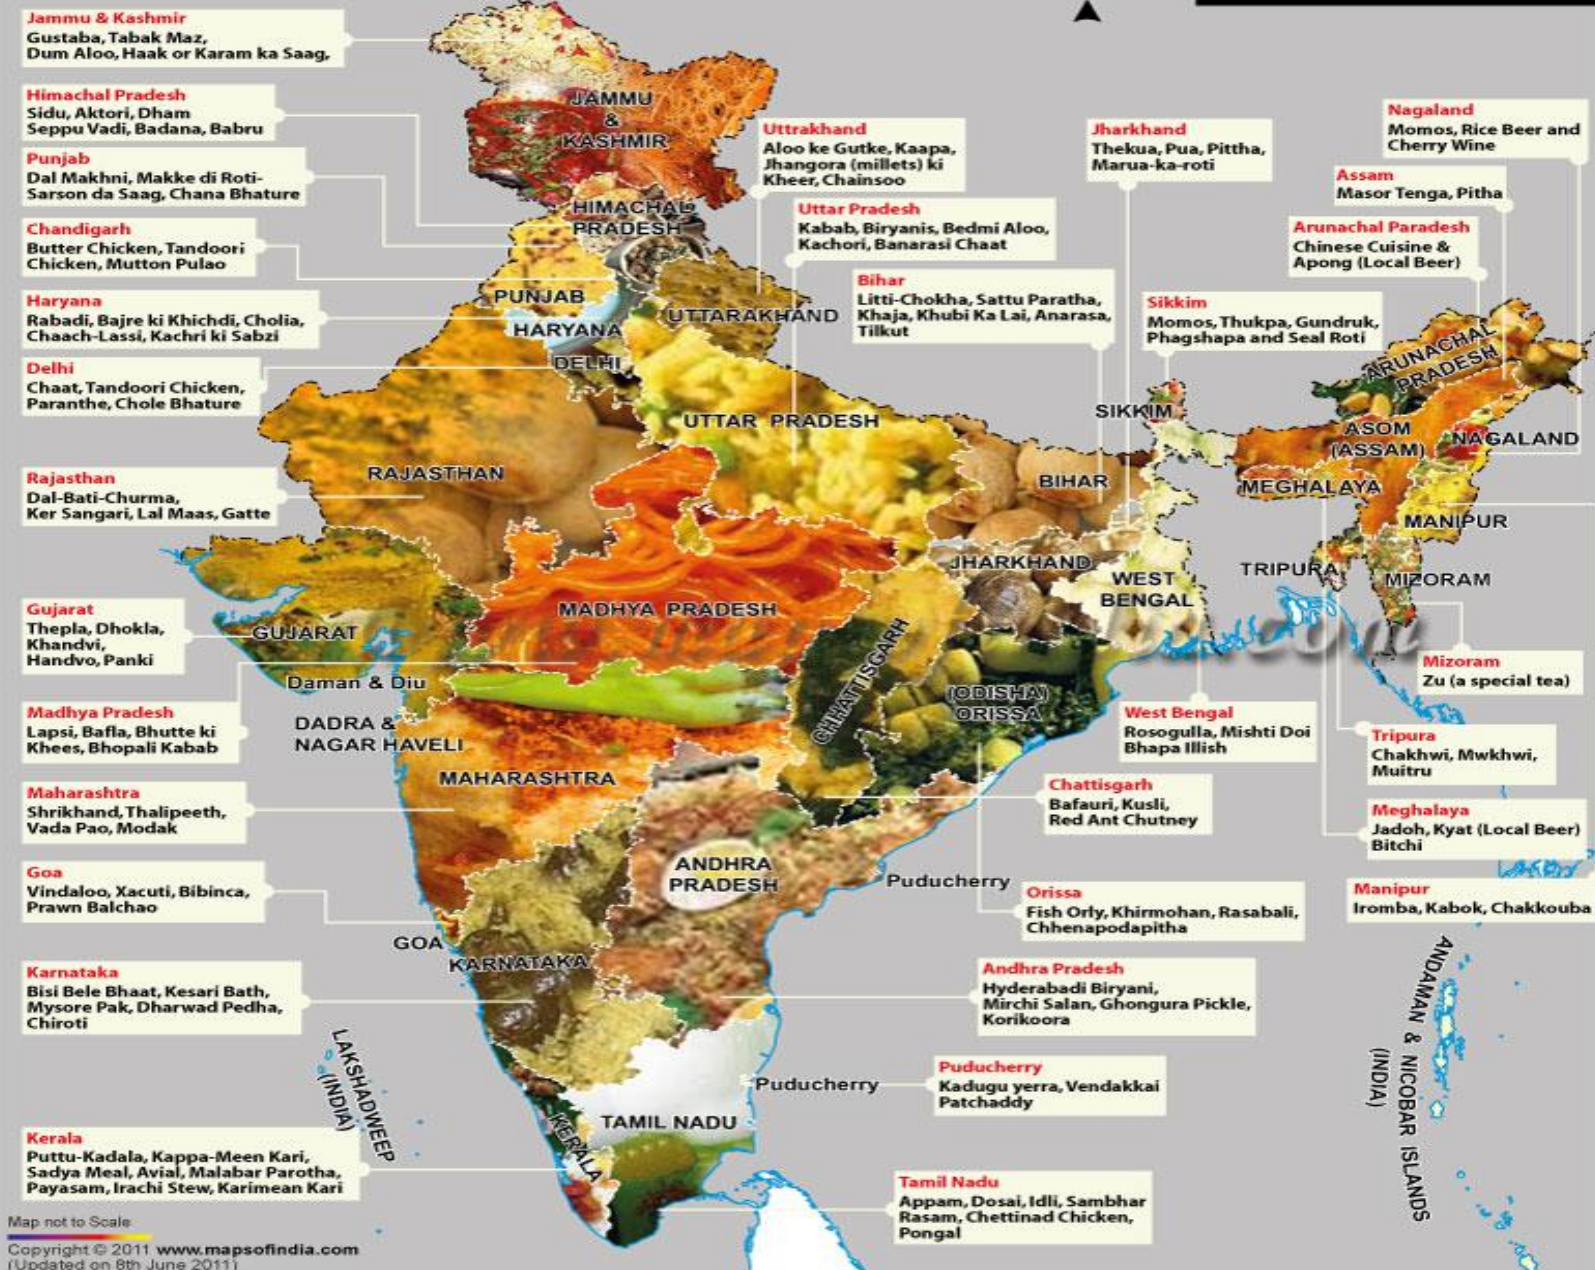 Jammu & Kashmir
Gustaba, Tabak Maz,
Dum Aloo, Haak or Karam ka Saag,
Himachal Pradesh
Sidu, Aktori, Dham
Seppu Vadi, Badana, Babru
Punjab
Dal Makhni, Makke di Roti-
Sarson da Saag, Chana Bhature
Chandigarh
Butter Chicken, Tandoori
Chicken, Mutton Pulao
Haryana
Rabadi, Bajre ki Khichdi, Cholia,
Chaach-Lassi, Kachri ki Sabzi
Delhi
Chaat, Tandoori Chicken,
Paranthe, Chole Bhature
Rajasthan
Dal-Bati-Churma,
Ker Sangari, Lal Maas, Gatte
Gujarat
Thepla, Dhokla,
Khandvi,
Handvo, Panki
Madhya Pradesh
Lapsi, Bafla, Bhutte ki
Khees, Bhopali Kabab
Maharashtra
Shrikhand, Thalipeeth,
Vada Pao, Modak
Goa
Vindaloo, Xacuti, Bibinca,
Prawn Balchao
Karnataka
Bisi Bele Bhaat, Kesari Bath,
Mysore Pak, Dharwad Pedha,
Chiroti
Kerala
Puttu-Kadala, Kappa-Meen Kari,
Sadya Meal, Avial, Malabar Parotha,
Payasam, Irachi Stew, Karimean Kari
Uttrakhand
Aloo ke Gutke, Kaapa,
Jhangora (millets) ki
Kheer, Chainsoo
Uttar Pradesh
Kabab, Biryanis, Bedmi Aloo,
Kachori, Banarasi Chaat
Bihar
Litti-Chokha, Sattu Paratha,
Khaja, Khubi Ka Lai, Anarasa,
Tilkut
Jharkhand
Thekua, Pua, Pittha,
Marua-ka-roti
Nagaland
Momos, Rice Beer and
Cherry Wine
Assam
Masor Tenga, Pitha
Arunachal Paradesh
Chinese Cuisine &
Apong (Local Beer)
Sikkim
Momos, Thukpa, Gundruk,
Phagshapa and Seal Roti
Mizoram
Zu (a special tea)
West Bengal
Rosogulla, Mishti Doi
Bhapa Illish
Tripura
Chakhwi, Mwkhwi,
Muitru
Chattisgarh
Bafauri, Kusli,
Red Ant Chutney
Meghalaya
Jadoh, Kyat (Local Beer)
Bitchi
Orissa
Fish Orly, Khirmohan, Rasabali,
Chhenapodapitha
Manipur
Iromba, Kabok, Chakkouba
Andhra Pradesh
Hyderabadi Biryani,
Mirchi Salan, Ghongura Pickle,
Korikoora
Puducherry
Kadugu yerra, Vendakkai
Patchaddy
Tamil Nadu
Appam, Dosai, Idli, Sambhar
Rasam, Chettinad Chicken,
Pongal
JAMMU
&
KASHMIR
HIMACHAL
PRADESH
PUNJAB
HARYANA
UTTARAKHAND
DELHI
UTTAR PRADESH
RAJASTHAN
BIHAR
SIKKIM
ARUNACHAL
PRADESH
ASOM
(ASSAM)
NAGALAND
MEGHALAYA
MANIPUR
TRIPURA
MIZORAM
JHARKHAND
WEST
BENGAL
MADHYA PRADESH
GUJARAT
Daman & Diu
DADRA &
NAGAR HAVELI
CHHATTISGARH
(ODISHA)
ORISSA
MAHARASHTRA
ANDHRA
PRADESH
Puducherry
GOA
KARNATAKA
Puducherry
TAMIL NADU
KERALA
LAKSHADWEEP
(INDIA)
ANDAMAN & NICOBAR ISLANDS
(INDIA)
Map not to Scale
Copyright © 2011 www.mapsofindia.com
(Updated on 8th June 2011)